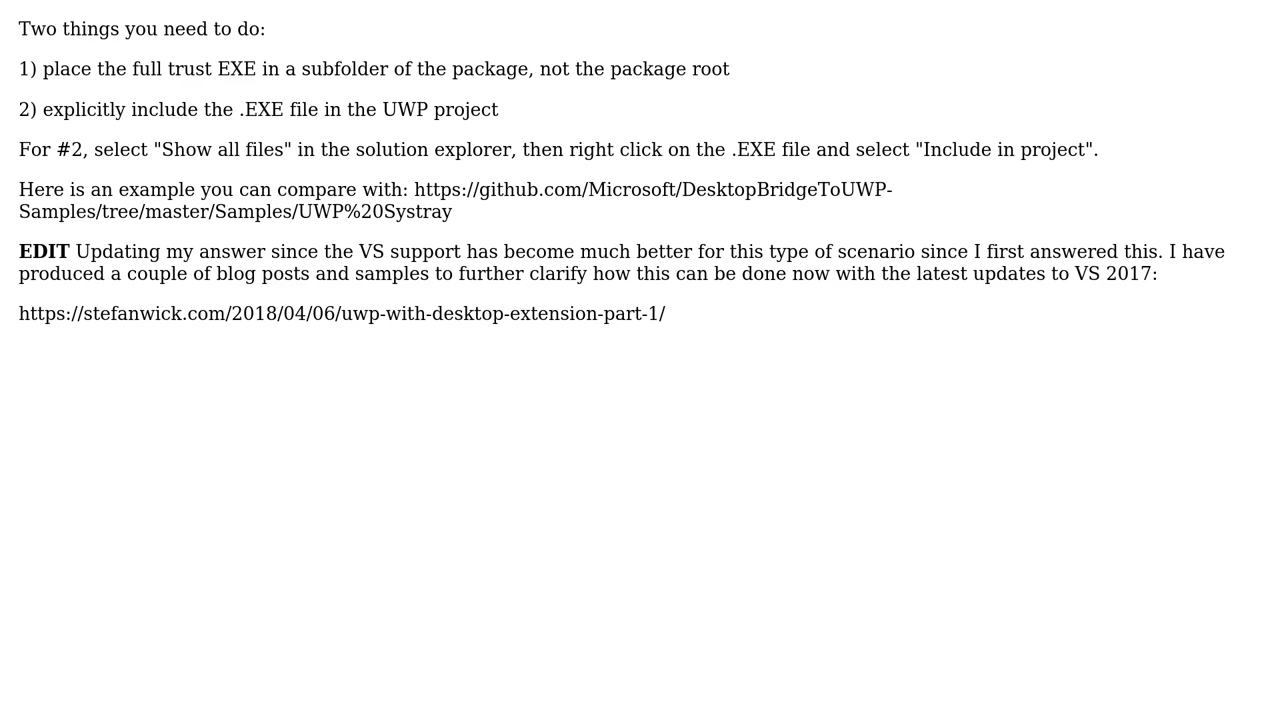 Two things you need to do:
1) place the full trust EXE in a subfolder of the package, not the package root
2) explicitly include the .EXE file in the UWP project
For #2, select "Show all files" in the solution explorer, then right click on the .EXE file and select "Include in project".
Here is an example you can compare with: https://github.com/Microsoft/DesktopBridgeToUWP-
Samples/tree/master/Samples/UWP%20Systray
EDIT Updating my answer since the VS support has become much better for this type of scenario since I first answered this. I have
produced a couple of blog posts and samples to further clarify how this can be done now with the latest updates to VS 2017:
https://stefanwick.com/2018/04/06/uwp-with-desktop-extension-part-1/